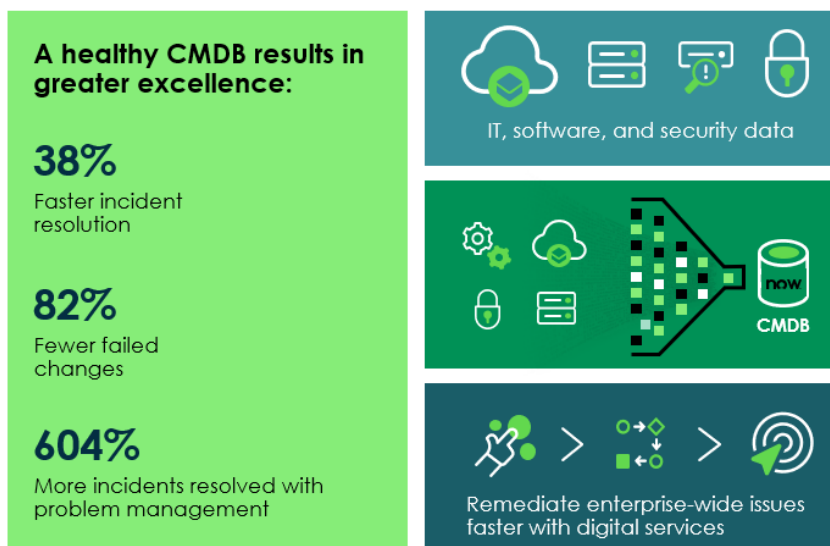 A healthy CMDB results in
greater excellence:
38%
Faster incident
resolution
82%
Fewer failed
changes
604%
More incidents resolved with
problem management
IT, software, and security data
now
CMDB
Remediate enterprise-wide issues
faster with digital services